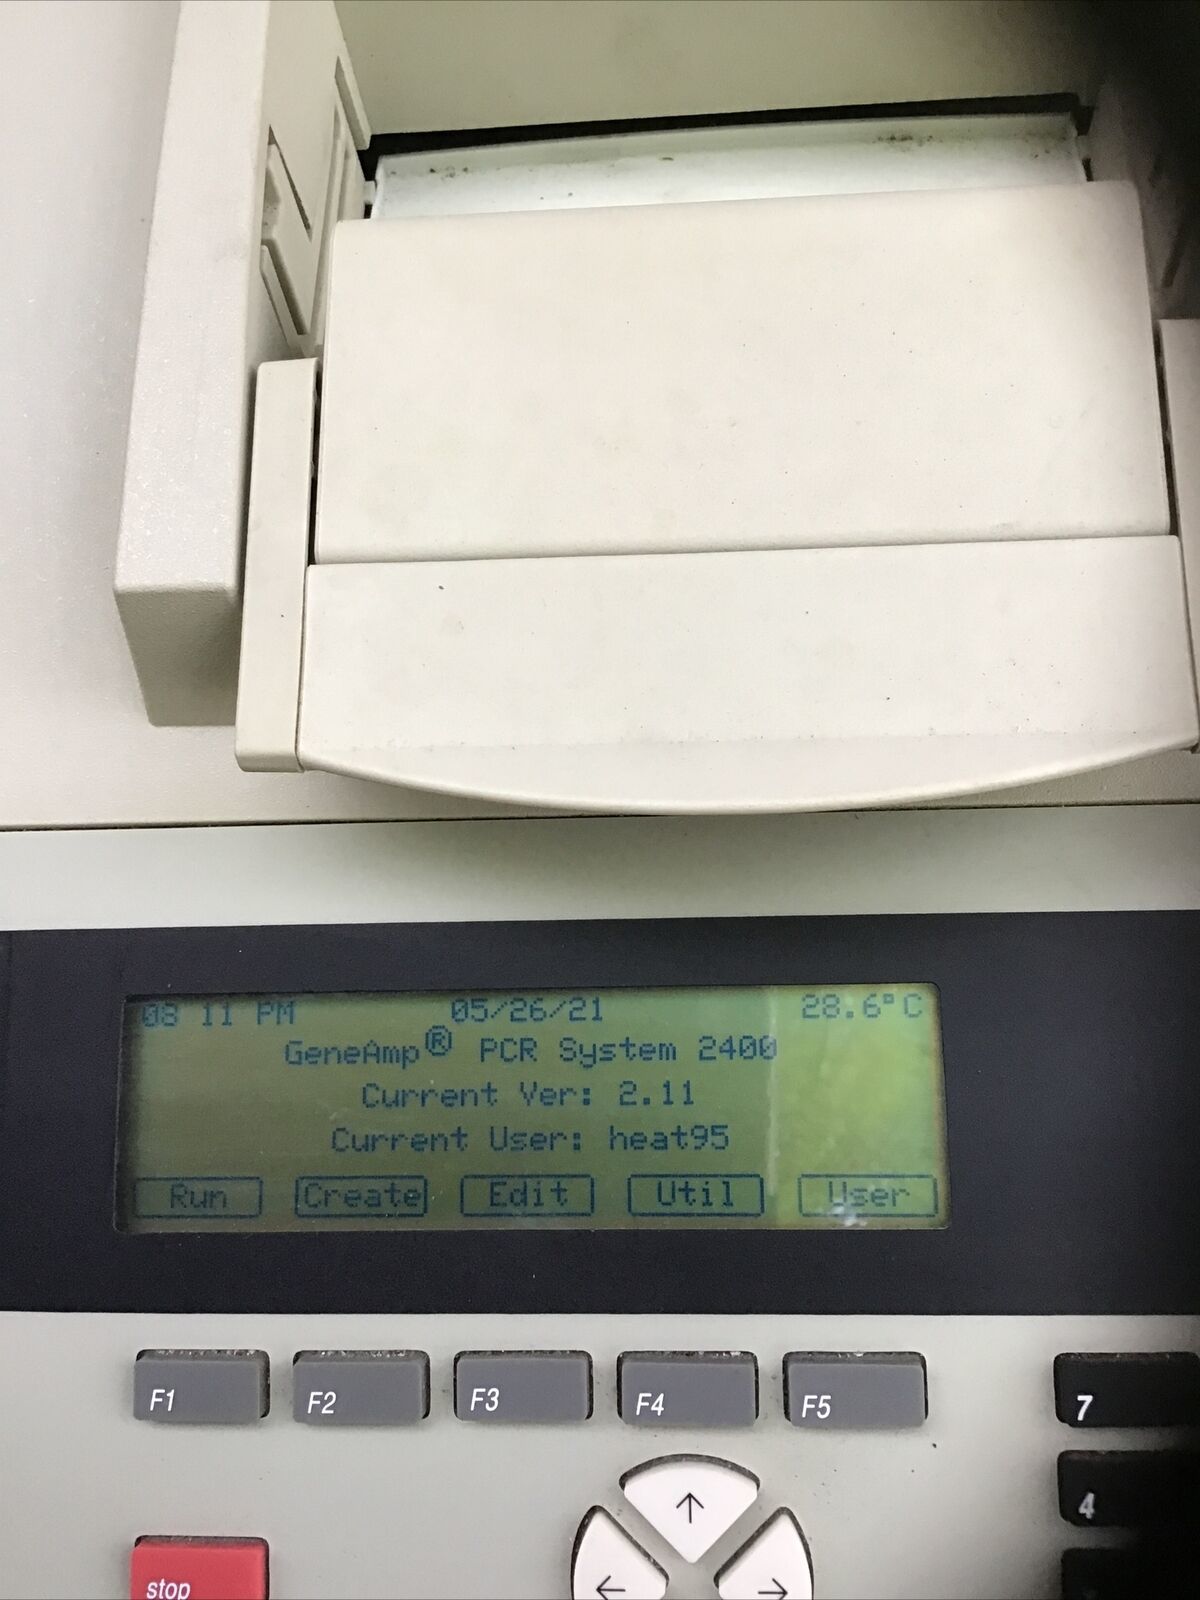 08 11 PM 05/26/21 28.6°C
GeneAmp® PCR System 2400
Current Ver: 2.11
Current User: heat95
Run Create Edit Util User
F1 F2 F3 F4 F5 7
↑ 4
stop ← →